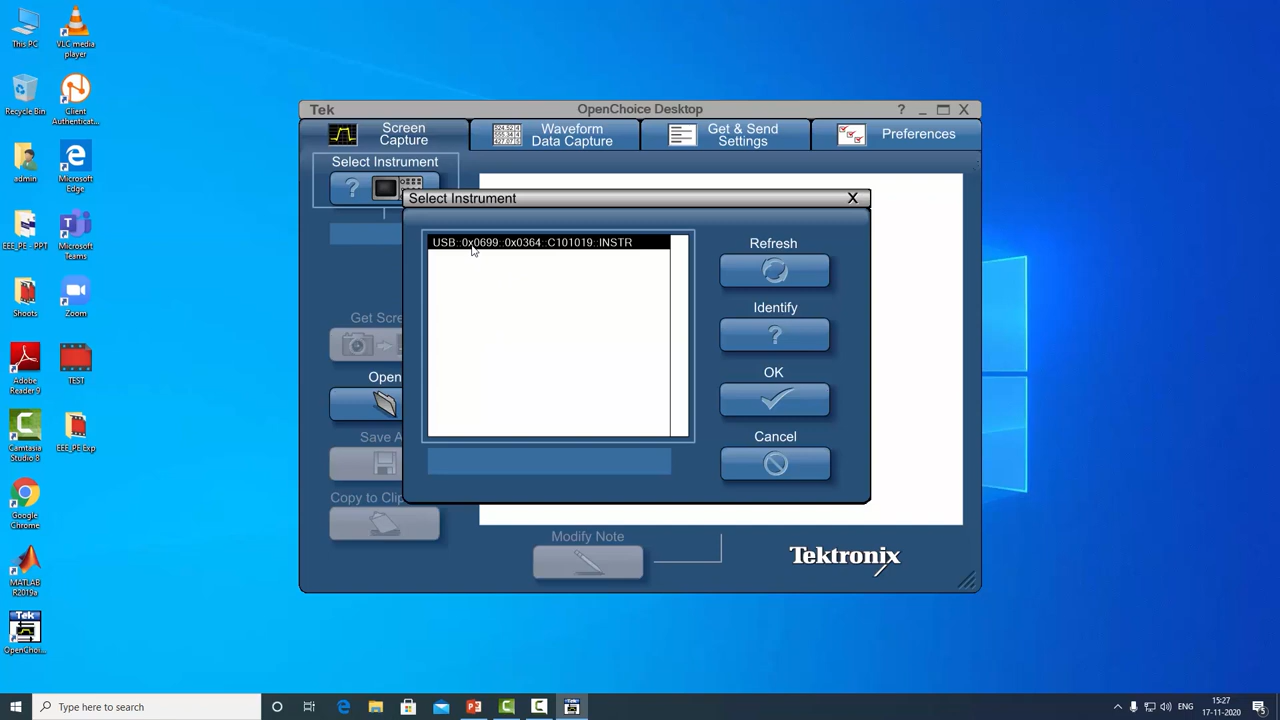 This PC
VLC media
player
Recycle Bin
Client
Authenticat...
admin
Microsoft
Edge
EEE_PE - PPT
Microsoft
Teams
Shoots
Zoom
Adobe
Reader 9
TEST
Camtasia
Studio 8
EEE_PE Exp
Google
Chrome
MATLAB
R2019a
Tek
OpenChoi...
Tek
OpenChoice Desktop
? _ X
Screen
Capture
Waveform
Data Capture
Get & Send
Settings
Preferences
Select Instrument
?
Select Instrument
X
USB::0x0699::0x0364::C101019::INSTR
Refresh
Identify
?
OK
Cancel
Get Scre
Open
Save A
Copy to Clip
Modify Note
Tektronix
Type here to search
ENG
15:27
17-11-2020